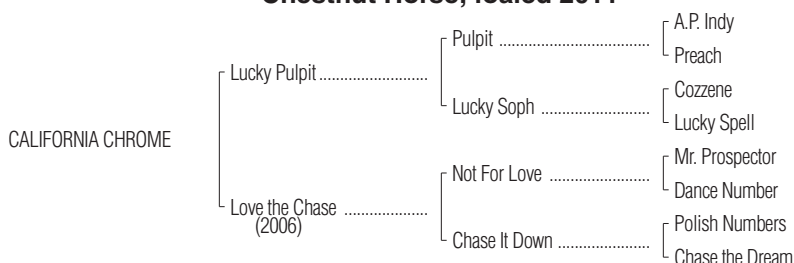 A.P. Indy
Pulpit
Preach
Lucky Pulpit
Cozzene
Lucky Soph
Lucky Spell
CALIFORNIA CHROME
Mr. Prospector
Not For Love
Dance Number
Love the Chase
(2006)
Polish Numbers
Chase It Down
Chase the Dream